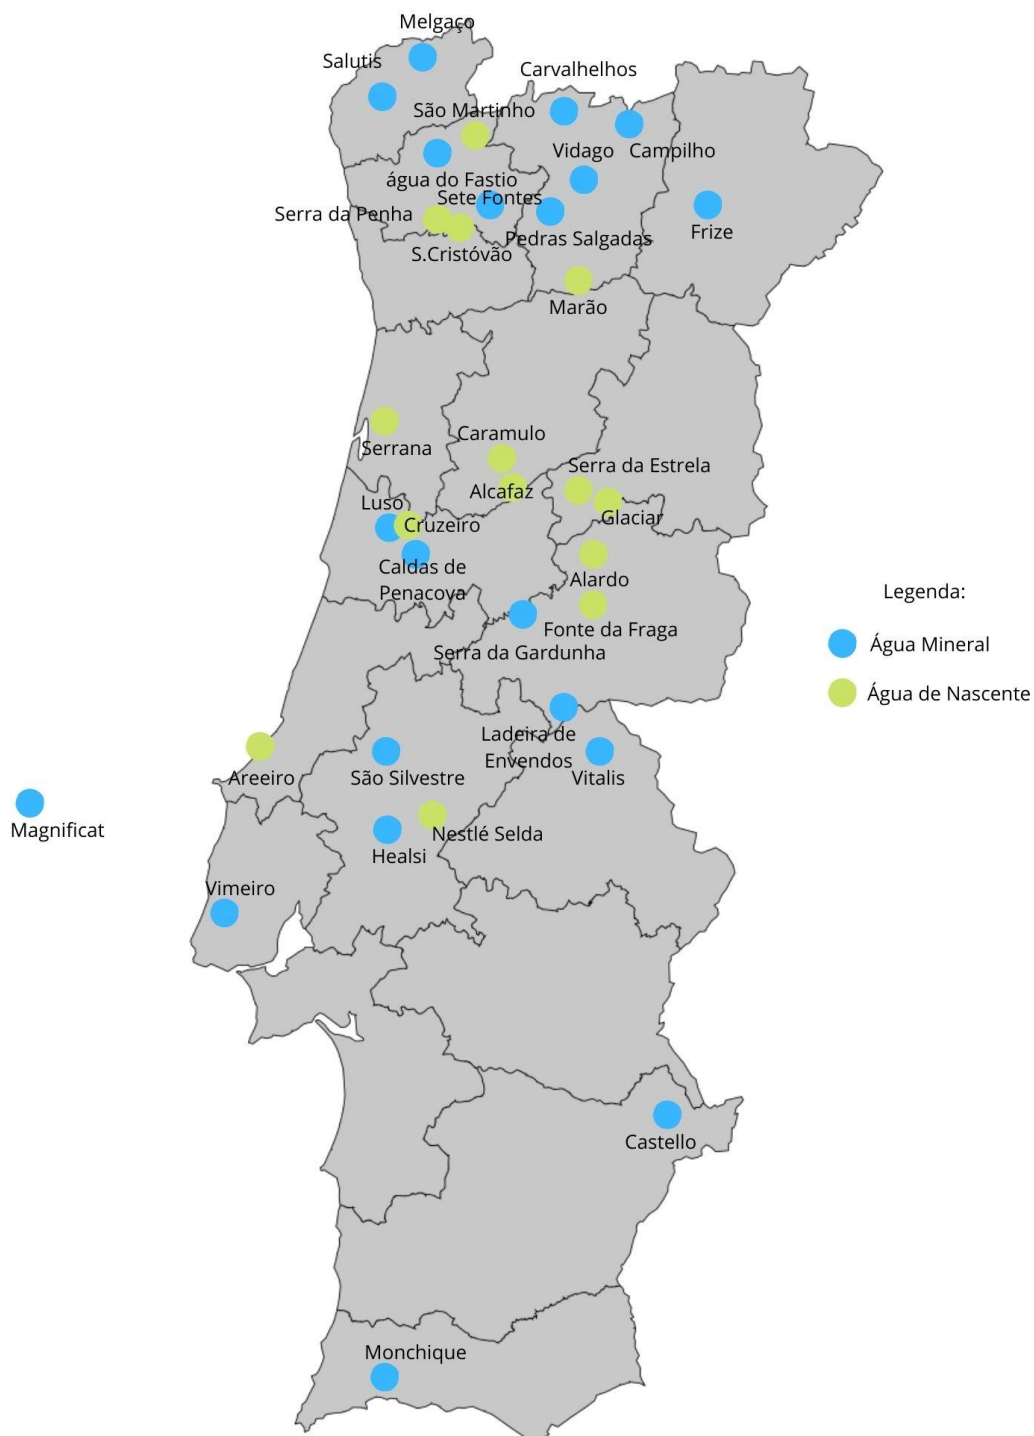 Melgaço
Salutis
Carvalhelhos
São Martinho
Vidago
Campilho
água do Fastio
Sete Fontes
Serra da Penha
Frize
Pedras Salgadas
S.Cristóvão
Marão
Caramulo
Serrana
Serra da Estrela
Alcafaz
Luso
Glaciar
Cruzeiro
Caldas de
Penacova
Alardo
Legenda:
Fonte da Fraga
Água Mineral
Serra da Gardunha
Água de Nascente
Ladeira de
Envendos
Areeiro
São Silvestre
Vitalis
Magnificat
Nestlé Selda
Healsi
Vimeiro
Castello
Monchique